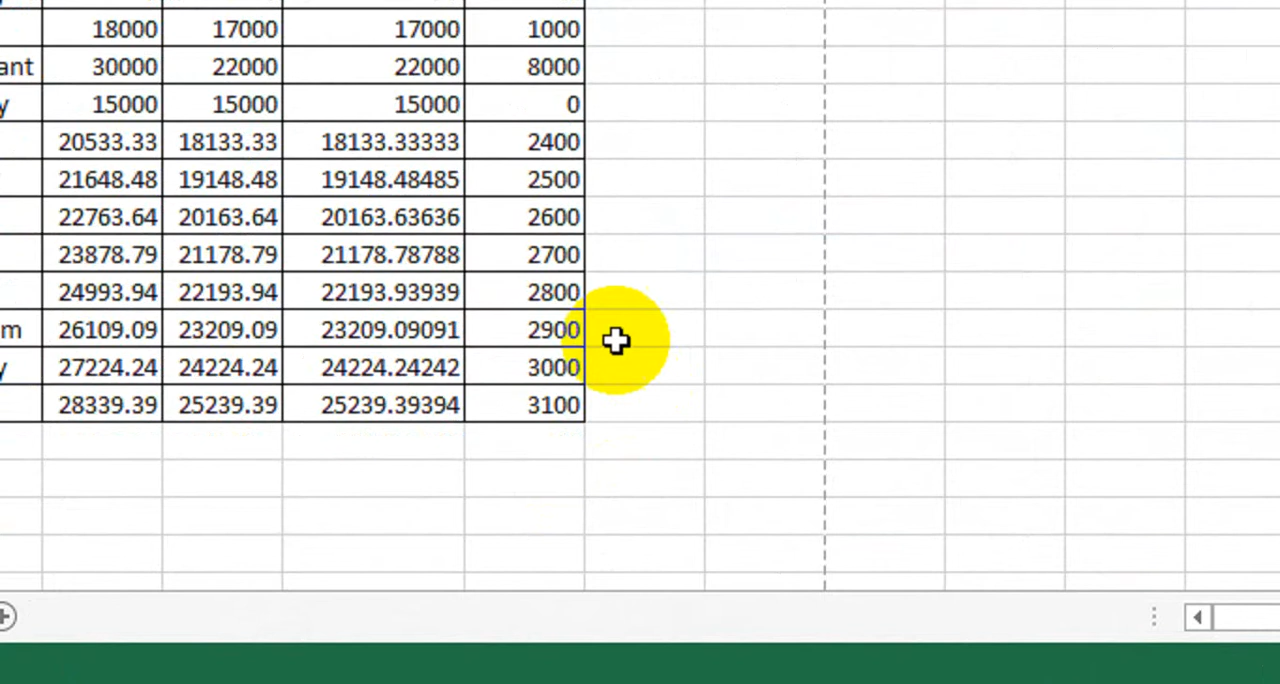 18000 17000 17000 1000
ant 30000 22000 22000 8000
y 15000 15000 15000 0
20533.33 18133.33 18133.33333 2400
21648.48 19148.48 19148.48485 2500
22763.64 20163.64 20163.63636 2600
23878.79 21178.79 21178.78788 2700
24993.94 22193.94 22193.93939 2800
m 26109.09 23209.09 23209.09091 2900
y 27224.24 24224.24 24224.24242 3000
28339.39 25239.39 25239.39394 3100